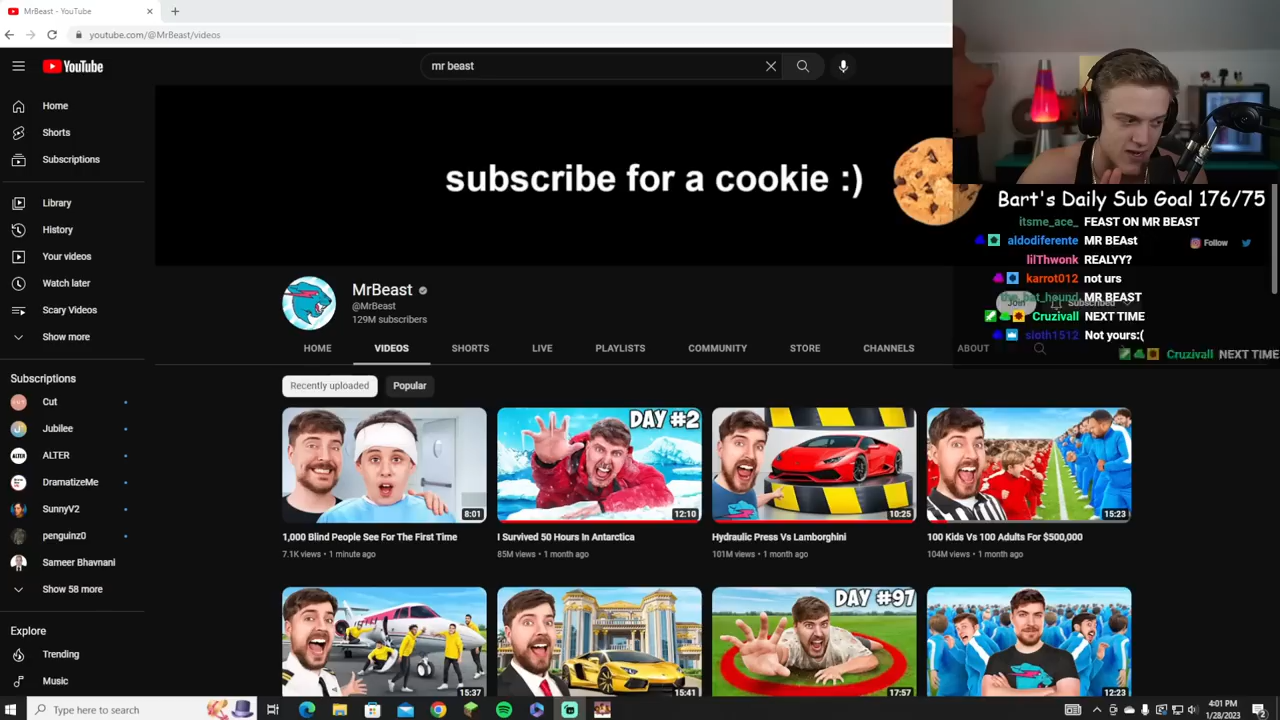 MrBeast - YouTube
youtube.com/@MrBeast/videos
YouTube
mr beast
Home
Shorts
Subscriptions
Library
History
Your videos
Watch later
Scary Videos
Show more
Subscriptions
Cut
Jubilee
ALTER
DramatizeMe
SunnyV2
penguinz0
Sameer Bhavnani
Show 58 more
Explore
Trending
Music
subscribe for a cookie :)
MrBeast
@MrBeast
129M subscribers
Join
Subscribed
HOME VIDEOS SHORTS LIVE PLAYLISTS COMMUNITY STORE CHANNELS ABOUT
Recently uploaded Popular
8:01
DAY #2
12:10
10:25
15:23
1,000 Blind People See For The First Time
7.1K views • 1 minute ago
I Survived 50 Hours In Antarctica
85M views • 1 month ago
Hydraulic Press Vs Lamborghini
101M views • 1 month ago
100 Kids Vs 100 Adults For $500,000
104M views • 1 month ago
15:37
15:41
DAY #97
17:57
12:23
Bart's Daily Sub Goal 176/75
itsme_ace_ FEAST ON MR BEAST
aldodiferente MR BEAst
Follow
lilThwonk REALYY?
karrot012 not urs
MR BEAST
Cruzivall NEXT TIME
sloth1512 Not yours:(
Cruzivall NEXT TIME
Type here to search
4:01 PM
1/28/2023